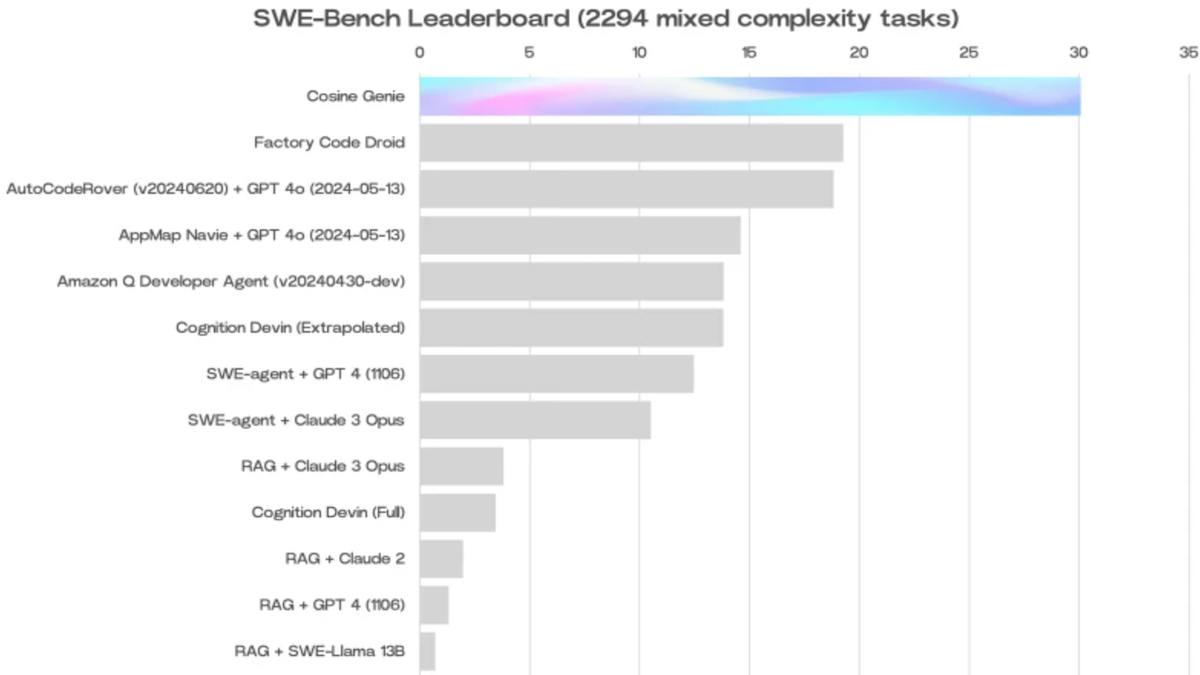 SWE-Bench Leaderboard (2294 mixed complexity tasks)
0 5 10 15 20 25 30 35
Cosine Genie
Factory Code Droid
AutoCodeRover (v20240620) + GPT 4o (2024-05-13)
AppMap Navie + GPT 4o (2024-05-13)
Amazon Q Developer Agent (v20240430-dev)
Cognition Devin (Extrapolated)
SWE-agent + GPT 4 (1106)
SWE-agent + Claude 3 Opus
RAG + Claude 3 Opus
Cognition Devin (Full)
RAG + Claude 2
RAG + GPT 4 (1106)
RAG + SWE-Llama 13B